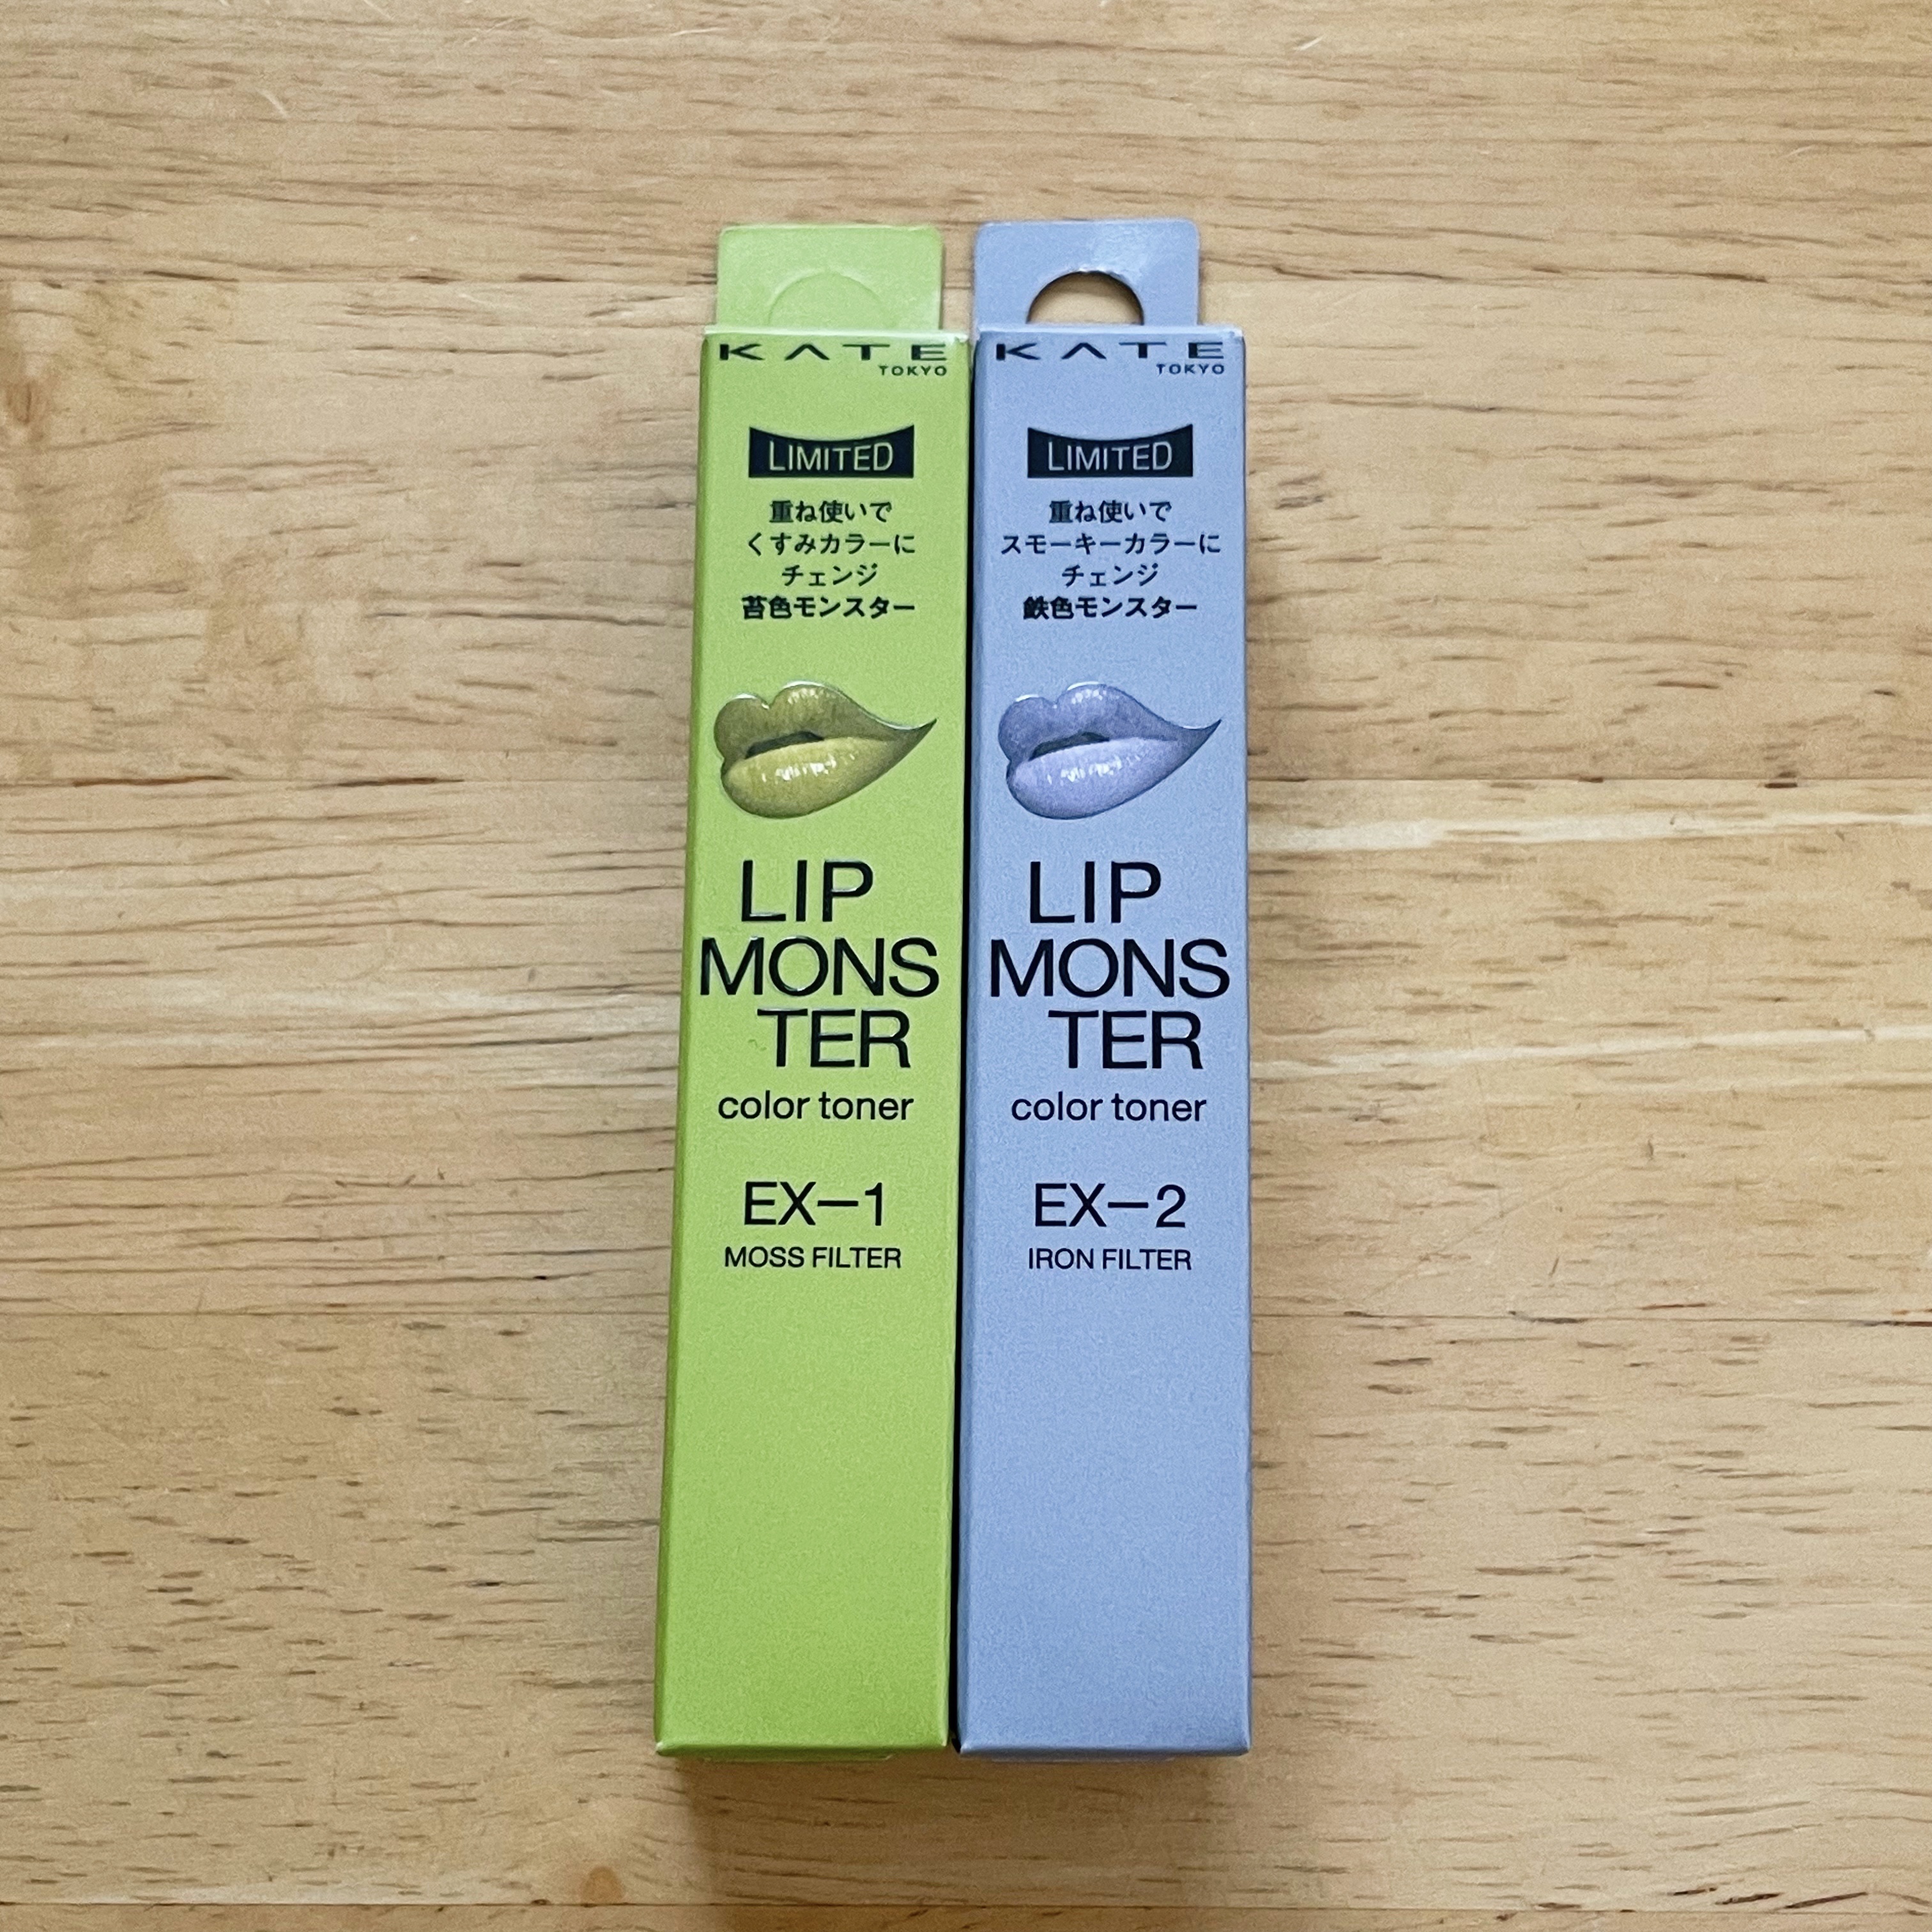 KATE
TOKYO
LIMITED
重ね使いで
くすみカラーに
チェンジ
苔色モンスター
LIP
MONS
TER
color toner
EX−1
MOSS FILTER
KATE
TOKYO
LIMITED
重ね使いで
スモーキーカラーに
チェンジ
鉄色モンスター
LIP
MONS
TER
color toner
EX−2
IRON FILTER